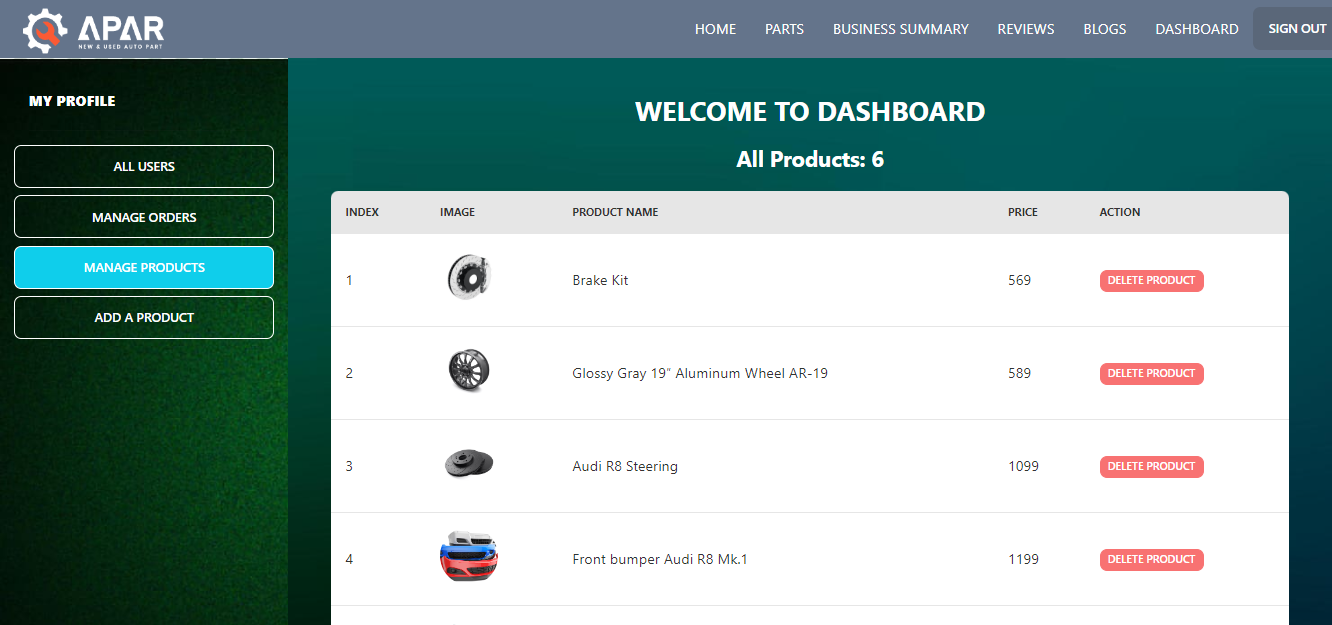 APAR
NEW & USED AUTO PART
HOME PARTS BUSINESS SUMMARY REVIEWS BLOGS DASHBOARD SIGN OUT
MY PROFILE
ALL USERS
MANAGE ORDERS
MANAGE PRODUCTS
ADD A PRODUCT
WELCOME TO DASHBOARD
All Products: 6
INDEX IMAGE PRODUCT NAME PRICE ACTION
1 Brake Kit 569 DELETE PRODUCT
2 Glossy Gray 19″ Aluminum Wheel AR-19 589 DELETE PRODUCT
3 Audi R8 Steering 1099 DELETE PRODUCT
4 Front bumper Audi R8 Mk.1 1199 DELETE PRODUCT